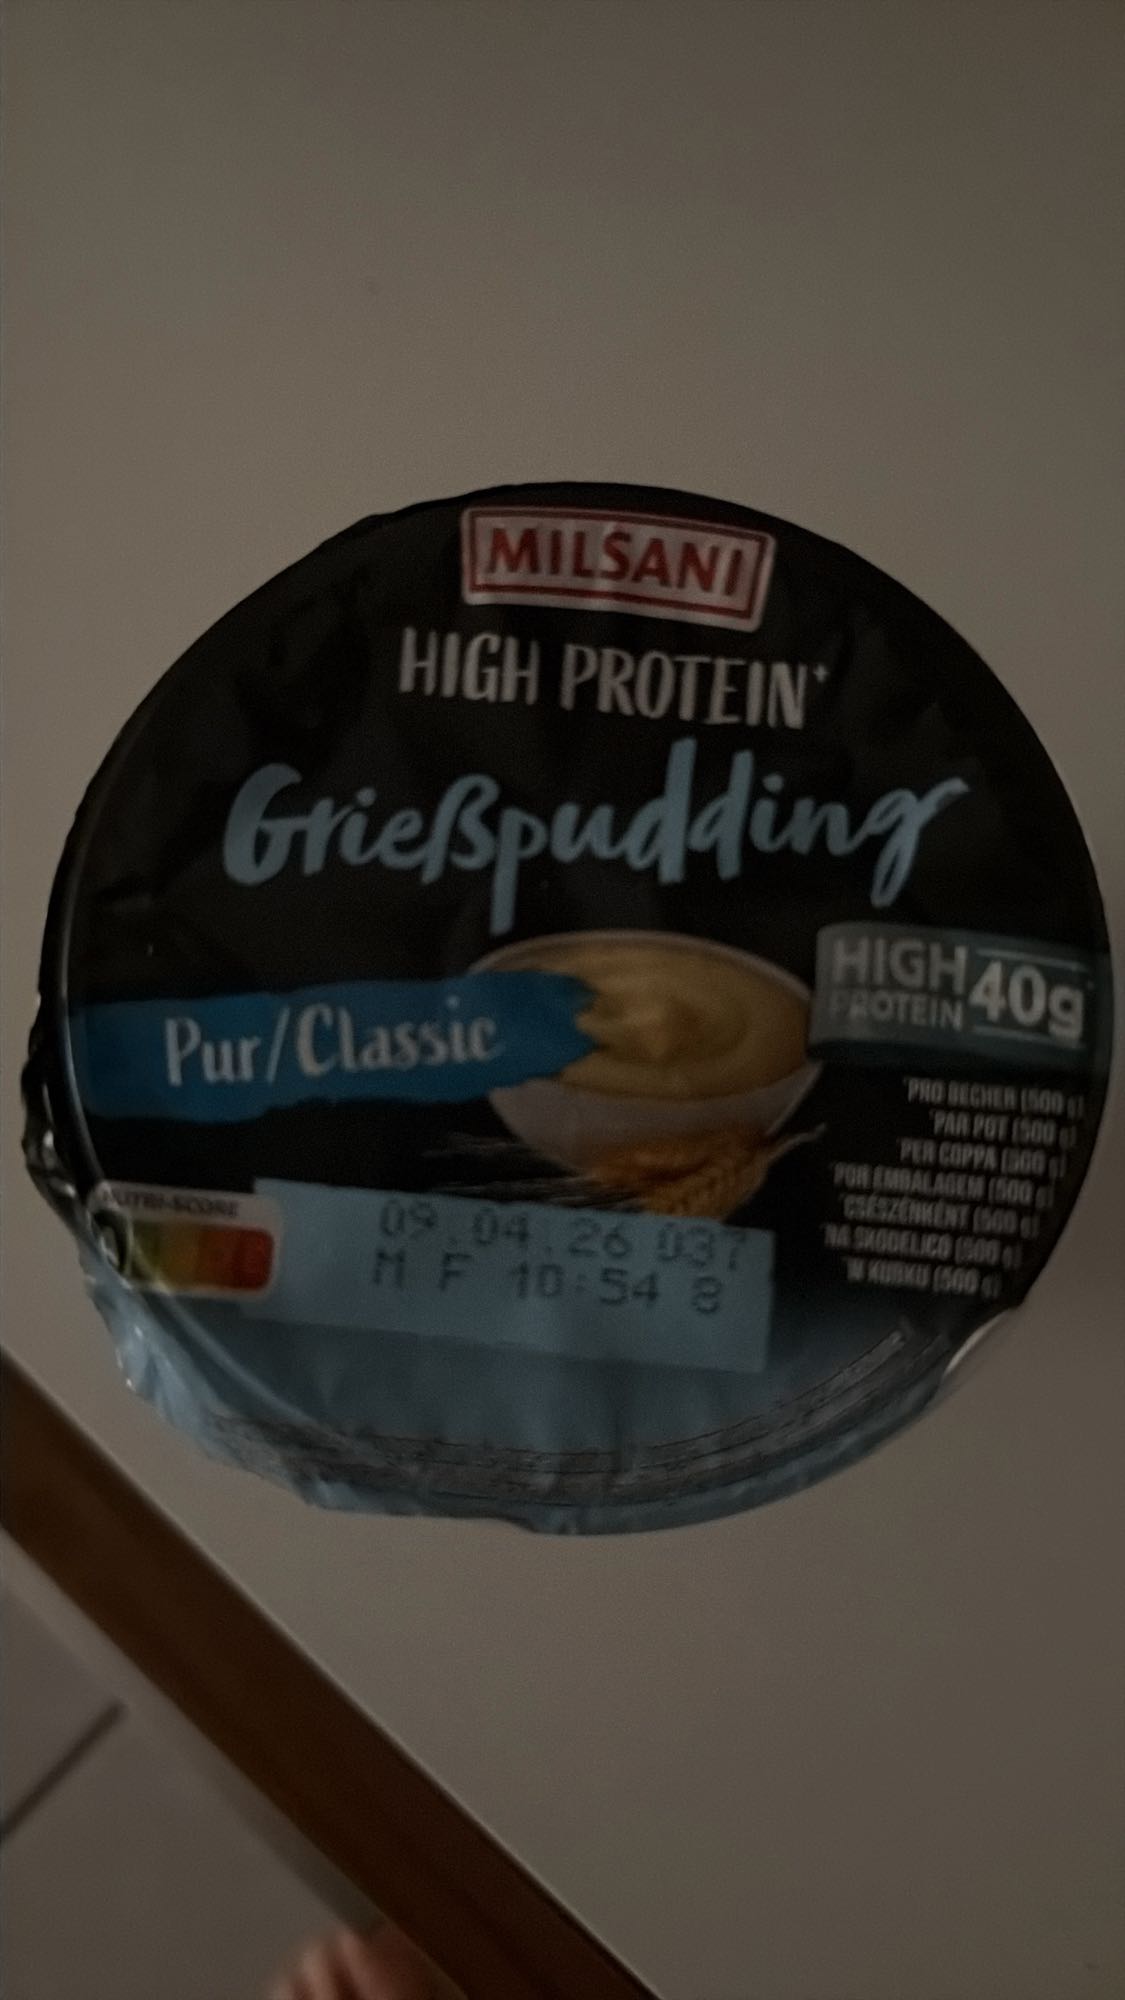 MILSANI
HIGH PROTEIN+
Grießpudding
Pur/Classic
HIGH PROTEIN 40g*
*PRO BECHER (500 g)
*PAR POT (500 g)
*PER COPPA (500 g)
*POR EMBALAGEM (500 g)
*CSÉSZÉNKÉNT (500 g)
*NA SKODELICO (500 g)
*W KUBKU (500 g)
NUTRI-SCORE
09.04.26 03
M F 10:54 8